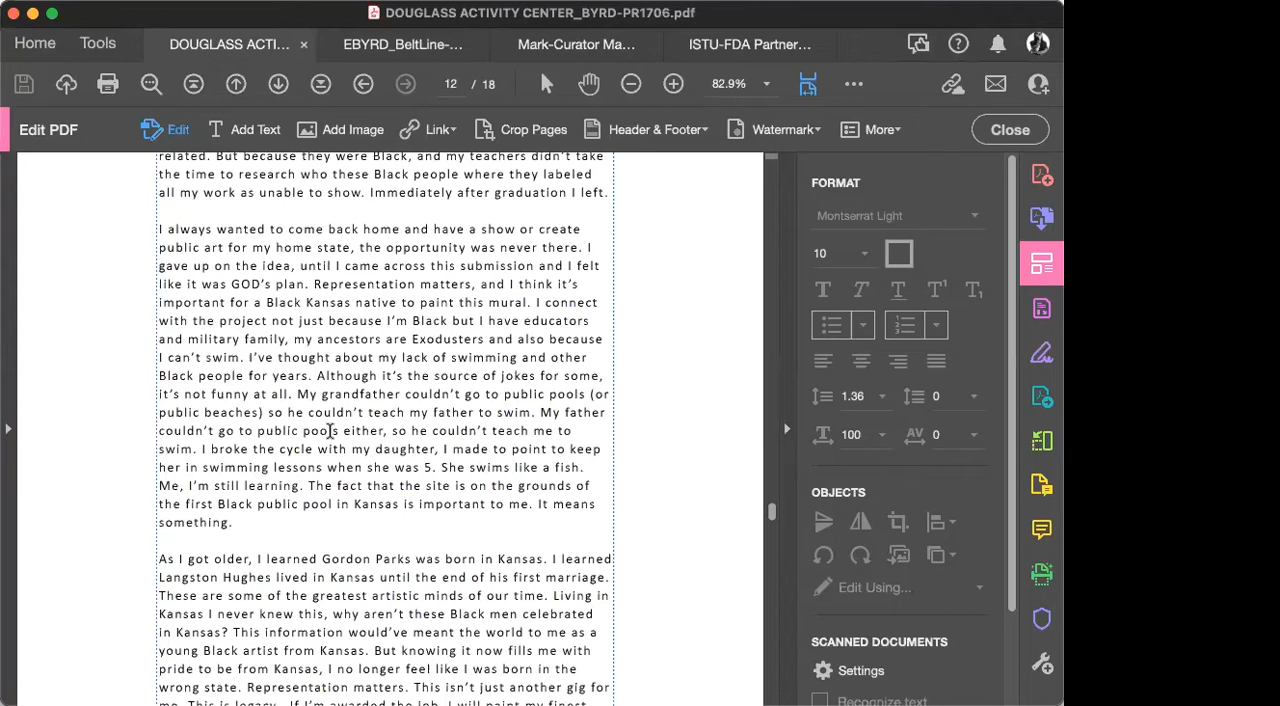 DOUGLASS ACTIVITY CENTER_BYRD-PR1706.pdf
Home Tools DOUGLASS ACTI... × EBYRD_BeltLine-... Mark-Curator Ma... ISTU-FDA Partner...
12 / 18 82.9%
Edit PDF Edit Add Text Add Image Link Crop Pages Header & Footer Watermark More Close
related. But because they were Black, and my teachers didn't take
the time to research who these Black people where they labeled
all my work as unable to show. Immediately after graduation I left.
I always wanted to come back home and have a show or create
public art for my home state, the opportunity was never there. I
gave up on the idea, until I came across this submission and I felt
like it was GOD's plan. Representation matters, and I think it's
important for a Black Kansas native to paint this mural. I connect
with the project not just because I'm Black but I have educators
and military family, my ancestors are Exodusters and also because
I can't swim. I've thought about my lack of swimming and other
Black people for years. Although it's the source of jokes for some,
it's not funny at all. My grandfather couldn't go to public pools (or
public beaches) so he couldn't teach my father to swim. My father
couldn't go to public pools either, so he couldn't teach me to
swim. I broke the cycle with my daughter, I made to point to keep
her in swimming lessons when she was 5. She swims like a fish.
Me, I'm still learning. The fact that the site is on the grounds of
the first Black public pool in Kansas is important to me. It means
something.
As I got older, I learned Gordon Parks was born in Kansas. I learned
Langston Hughes lived in Kansas until the end of his first marriage.
These are some of the greatest artistic minds of our time. Living in
Kansas I never knew this, why aren't these Black men celebrated
in Kansas? This information would've meant the world to me as a
young Black artist from Kansas. But knowing it now fills me with
pride to be from Kansas, I no longer feel like I was born in the
wrong state. Representation matters. This isn't just another gig for
me. This is legacy. If I'm awarded the job, I will paint my finest
FORMAT
Montserrat Light
10
T T T T¹ T₁
1.36 0
100 AV 0
OBJECTS
Edit Using...
SCANNED DOCUMENTS
Settings
Recognize text